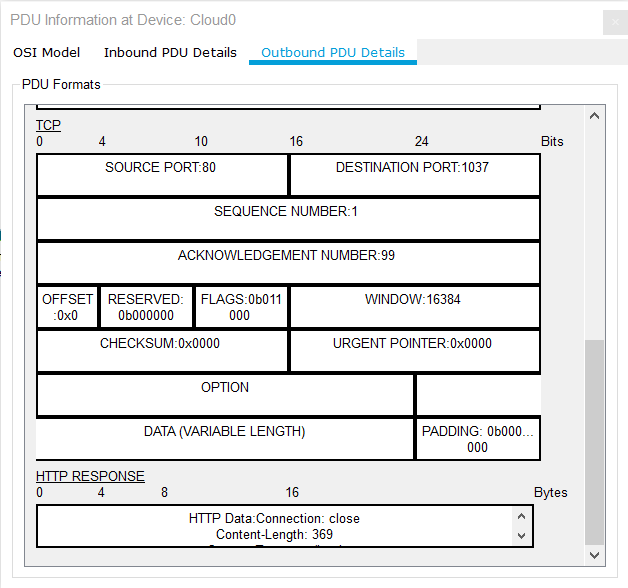 PDU Information at Device: Cloud0
OSI Model Inbound PDU Details Outbound PDU Details
PDU Formats
TCP
0 4 10 16 24 Bits
SOURCE PORT:80 DESTINATION PORT:1037
SEQUENCE NUMBER:1
ACKNOWLEDGEMENT NUMBER:99
OFFSET RESERVED: FLAGS:0b011 WINDOW:16384
:0x0 0b000000 000
CHECKSUM:0x0000 URGENT POINTER:0x0000
OPTION
DATA (VARIABLE LENGTH) PADDING: 0b000...
000
HTTP RESPONSE
0 4 8 16 Bytes
HTTP Data:Connection: close
Content-Length: 369